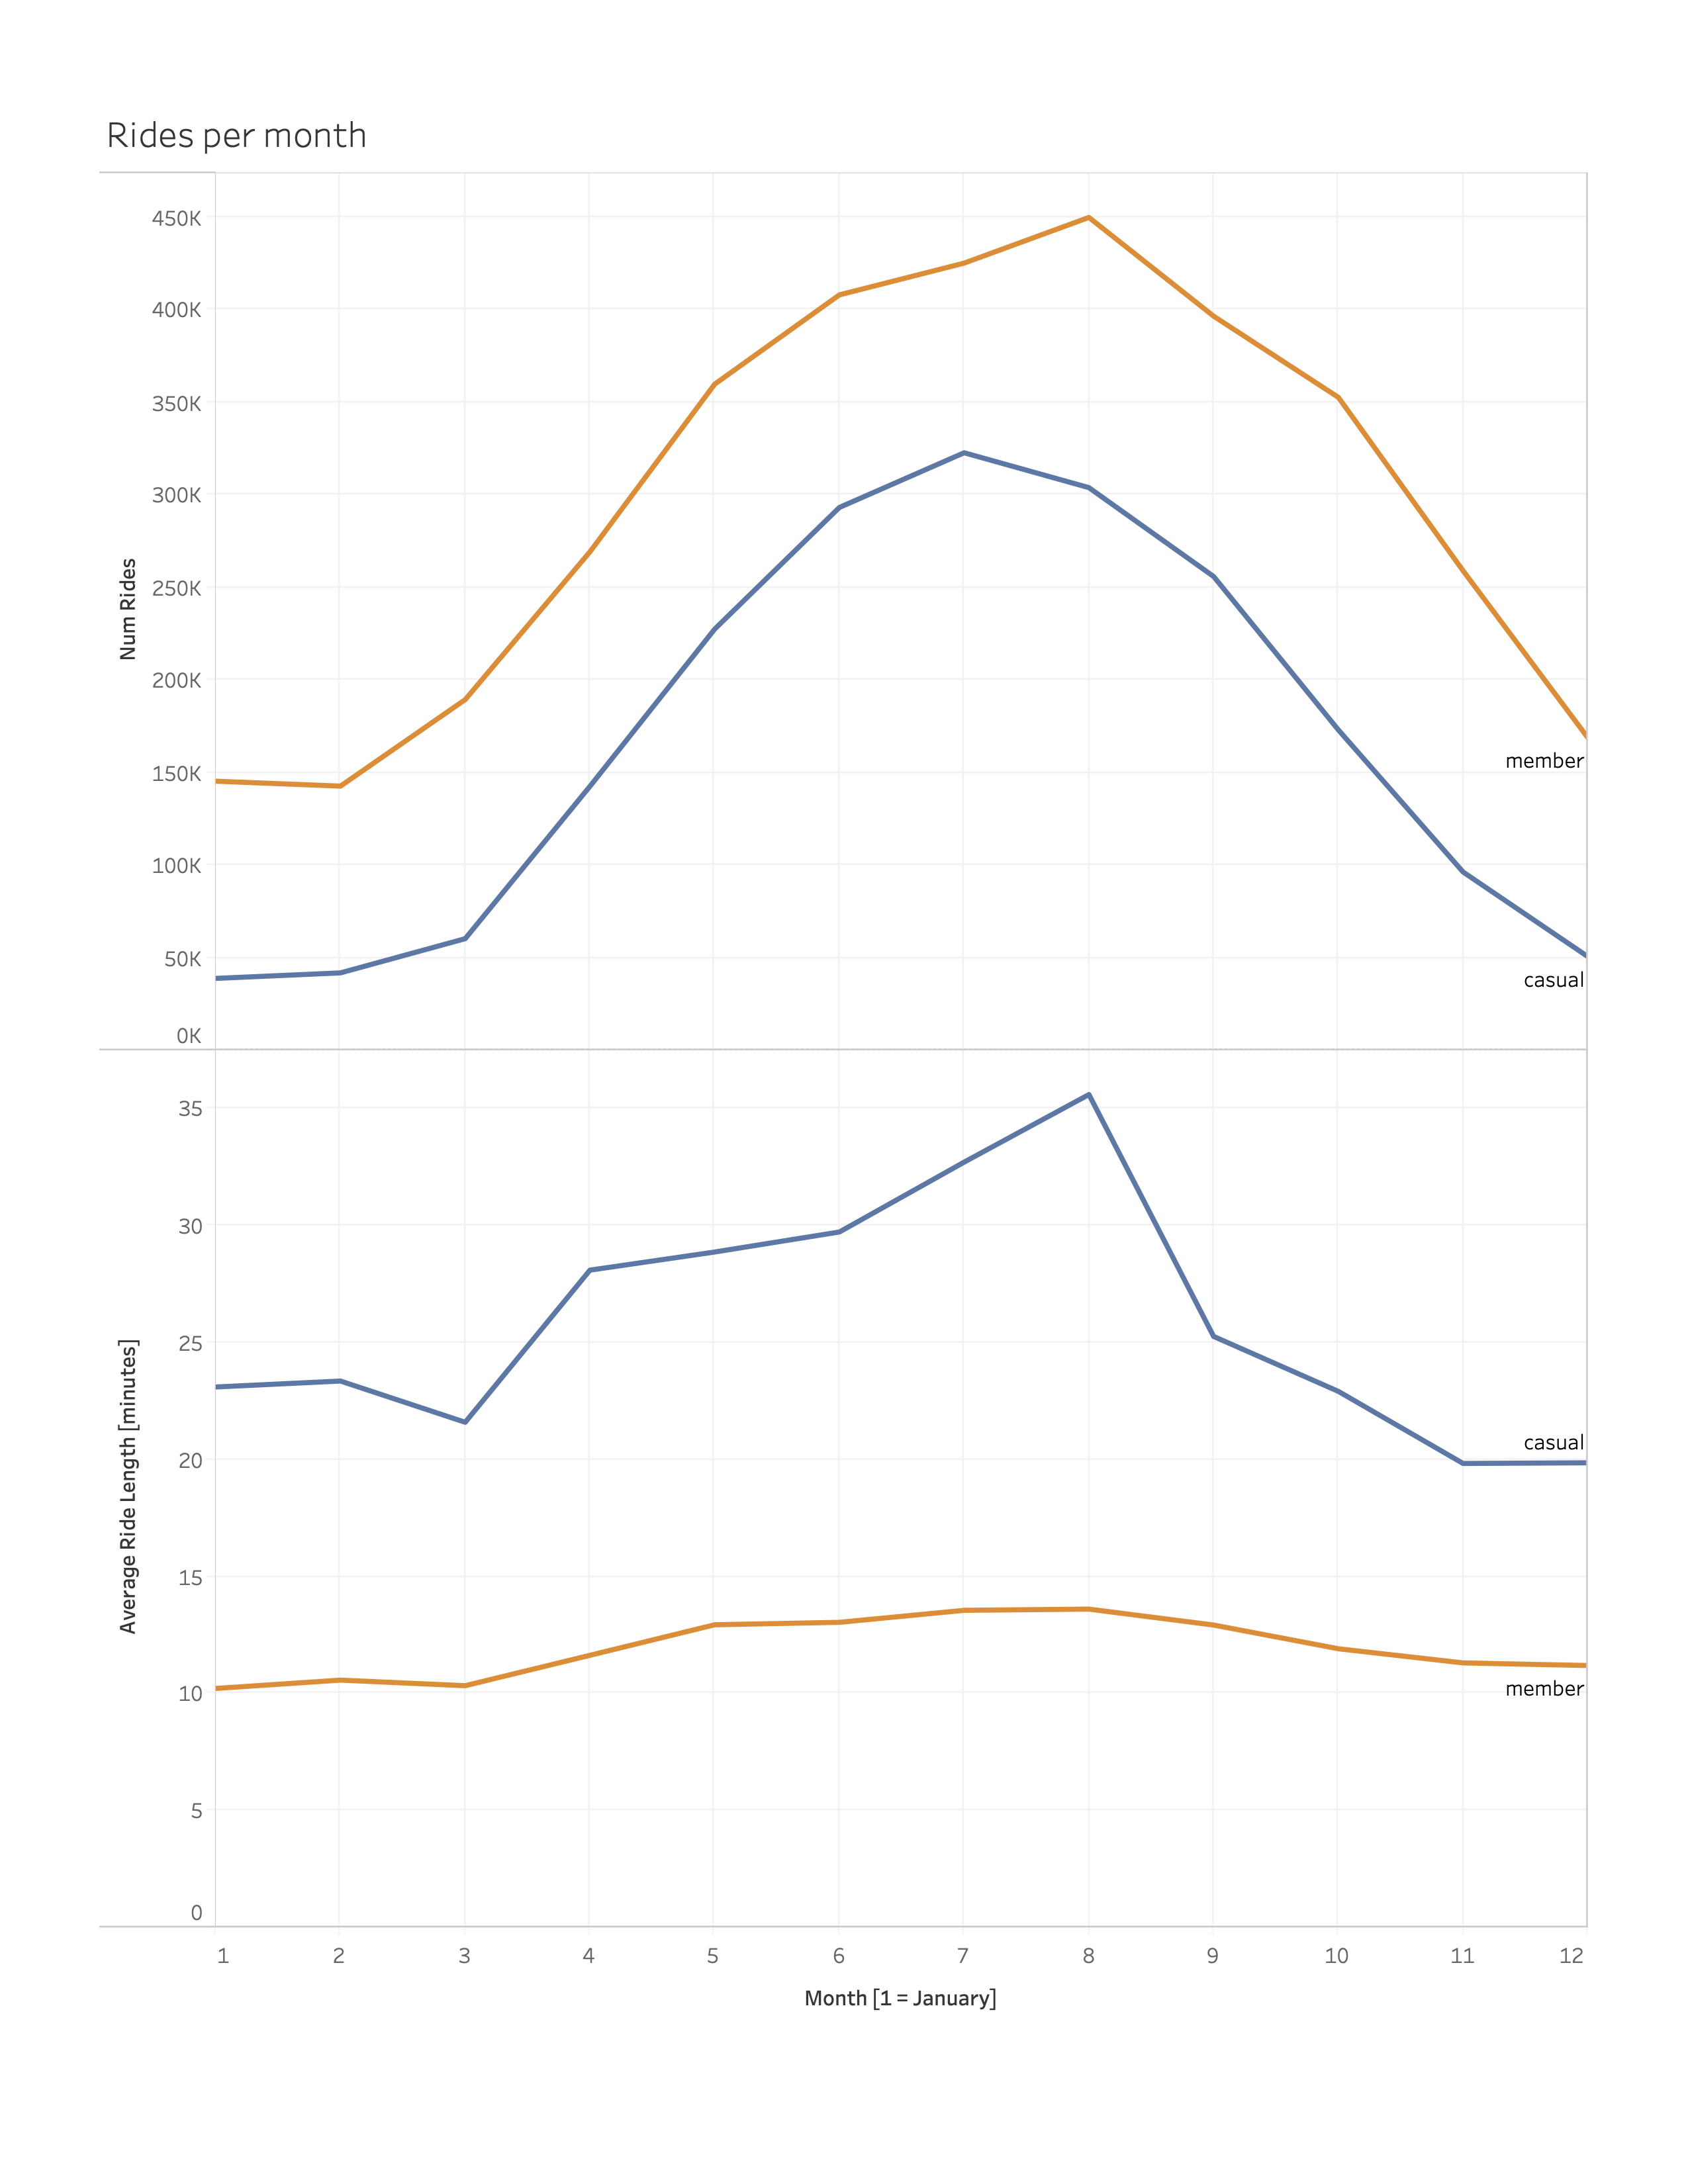 Rides per month
450K
400K
350K
300K
250K
200K
150K
100K
50K
0K
Num Rides
member
casual
35
30
25
20
15
10
5
0
Average Ride Length [minutes]
casual
member
1 2 3 4 5 6 7 8 9 10 11 12
Month [1 = January]